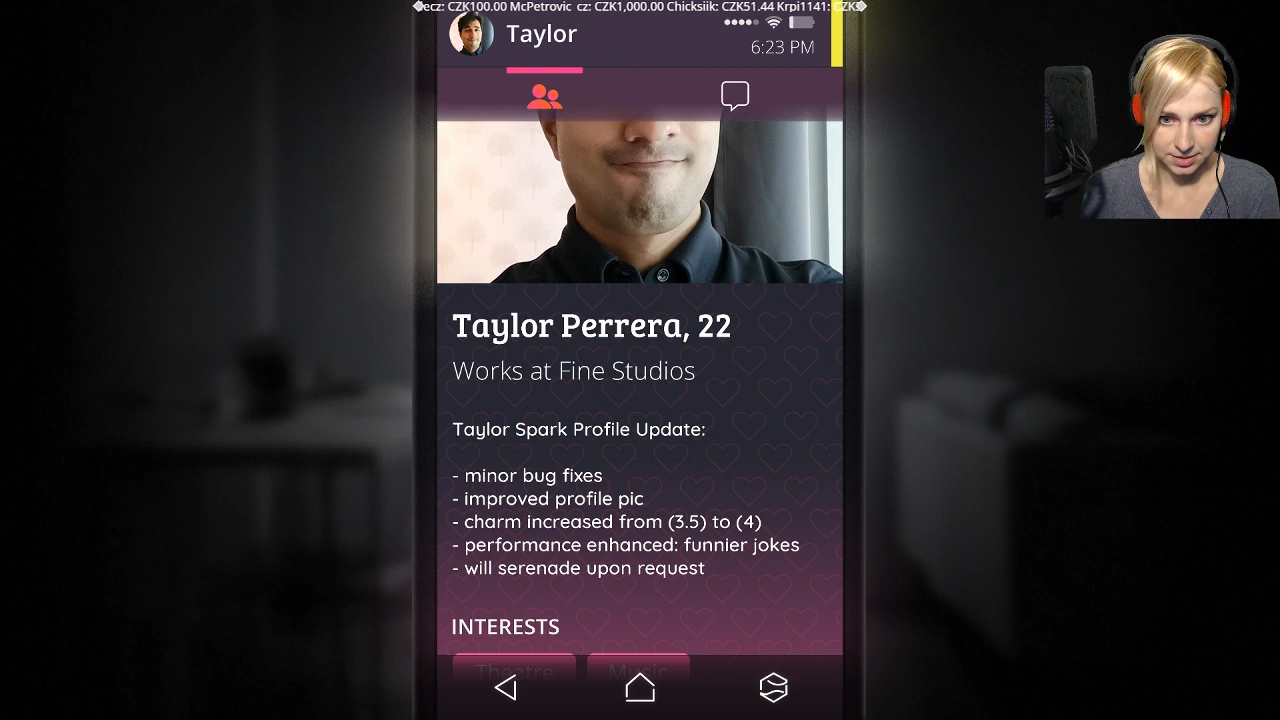 ecz: CZK100.00 McPetrovic cz: CZK1,000.00 Chicksiik: CZK51.44 Krpi1141: CZK
Taylor
6:23 PM
Taylor Perrera, 22
Works at Fine Studios
Taylor Spark Profile Update:
- minor bug fixes
- improved profile pic
- charm increased from (3.5) to (4)
- performance enhanced: funnier jokes
- will serenade upon request
INTERESTS
Theatre Music